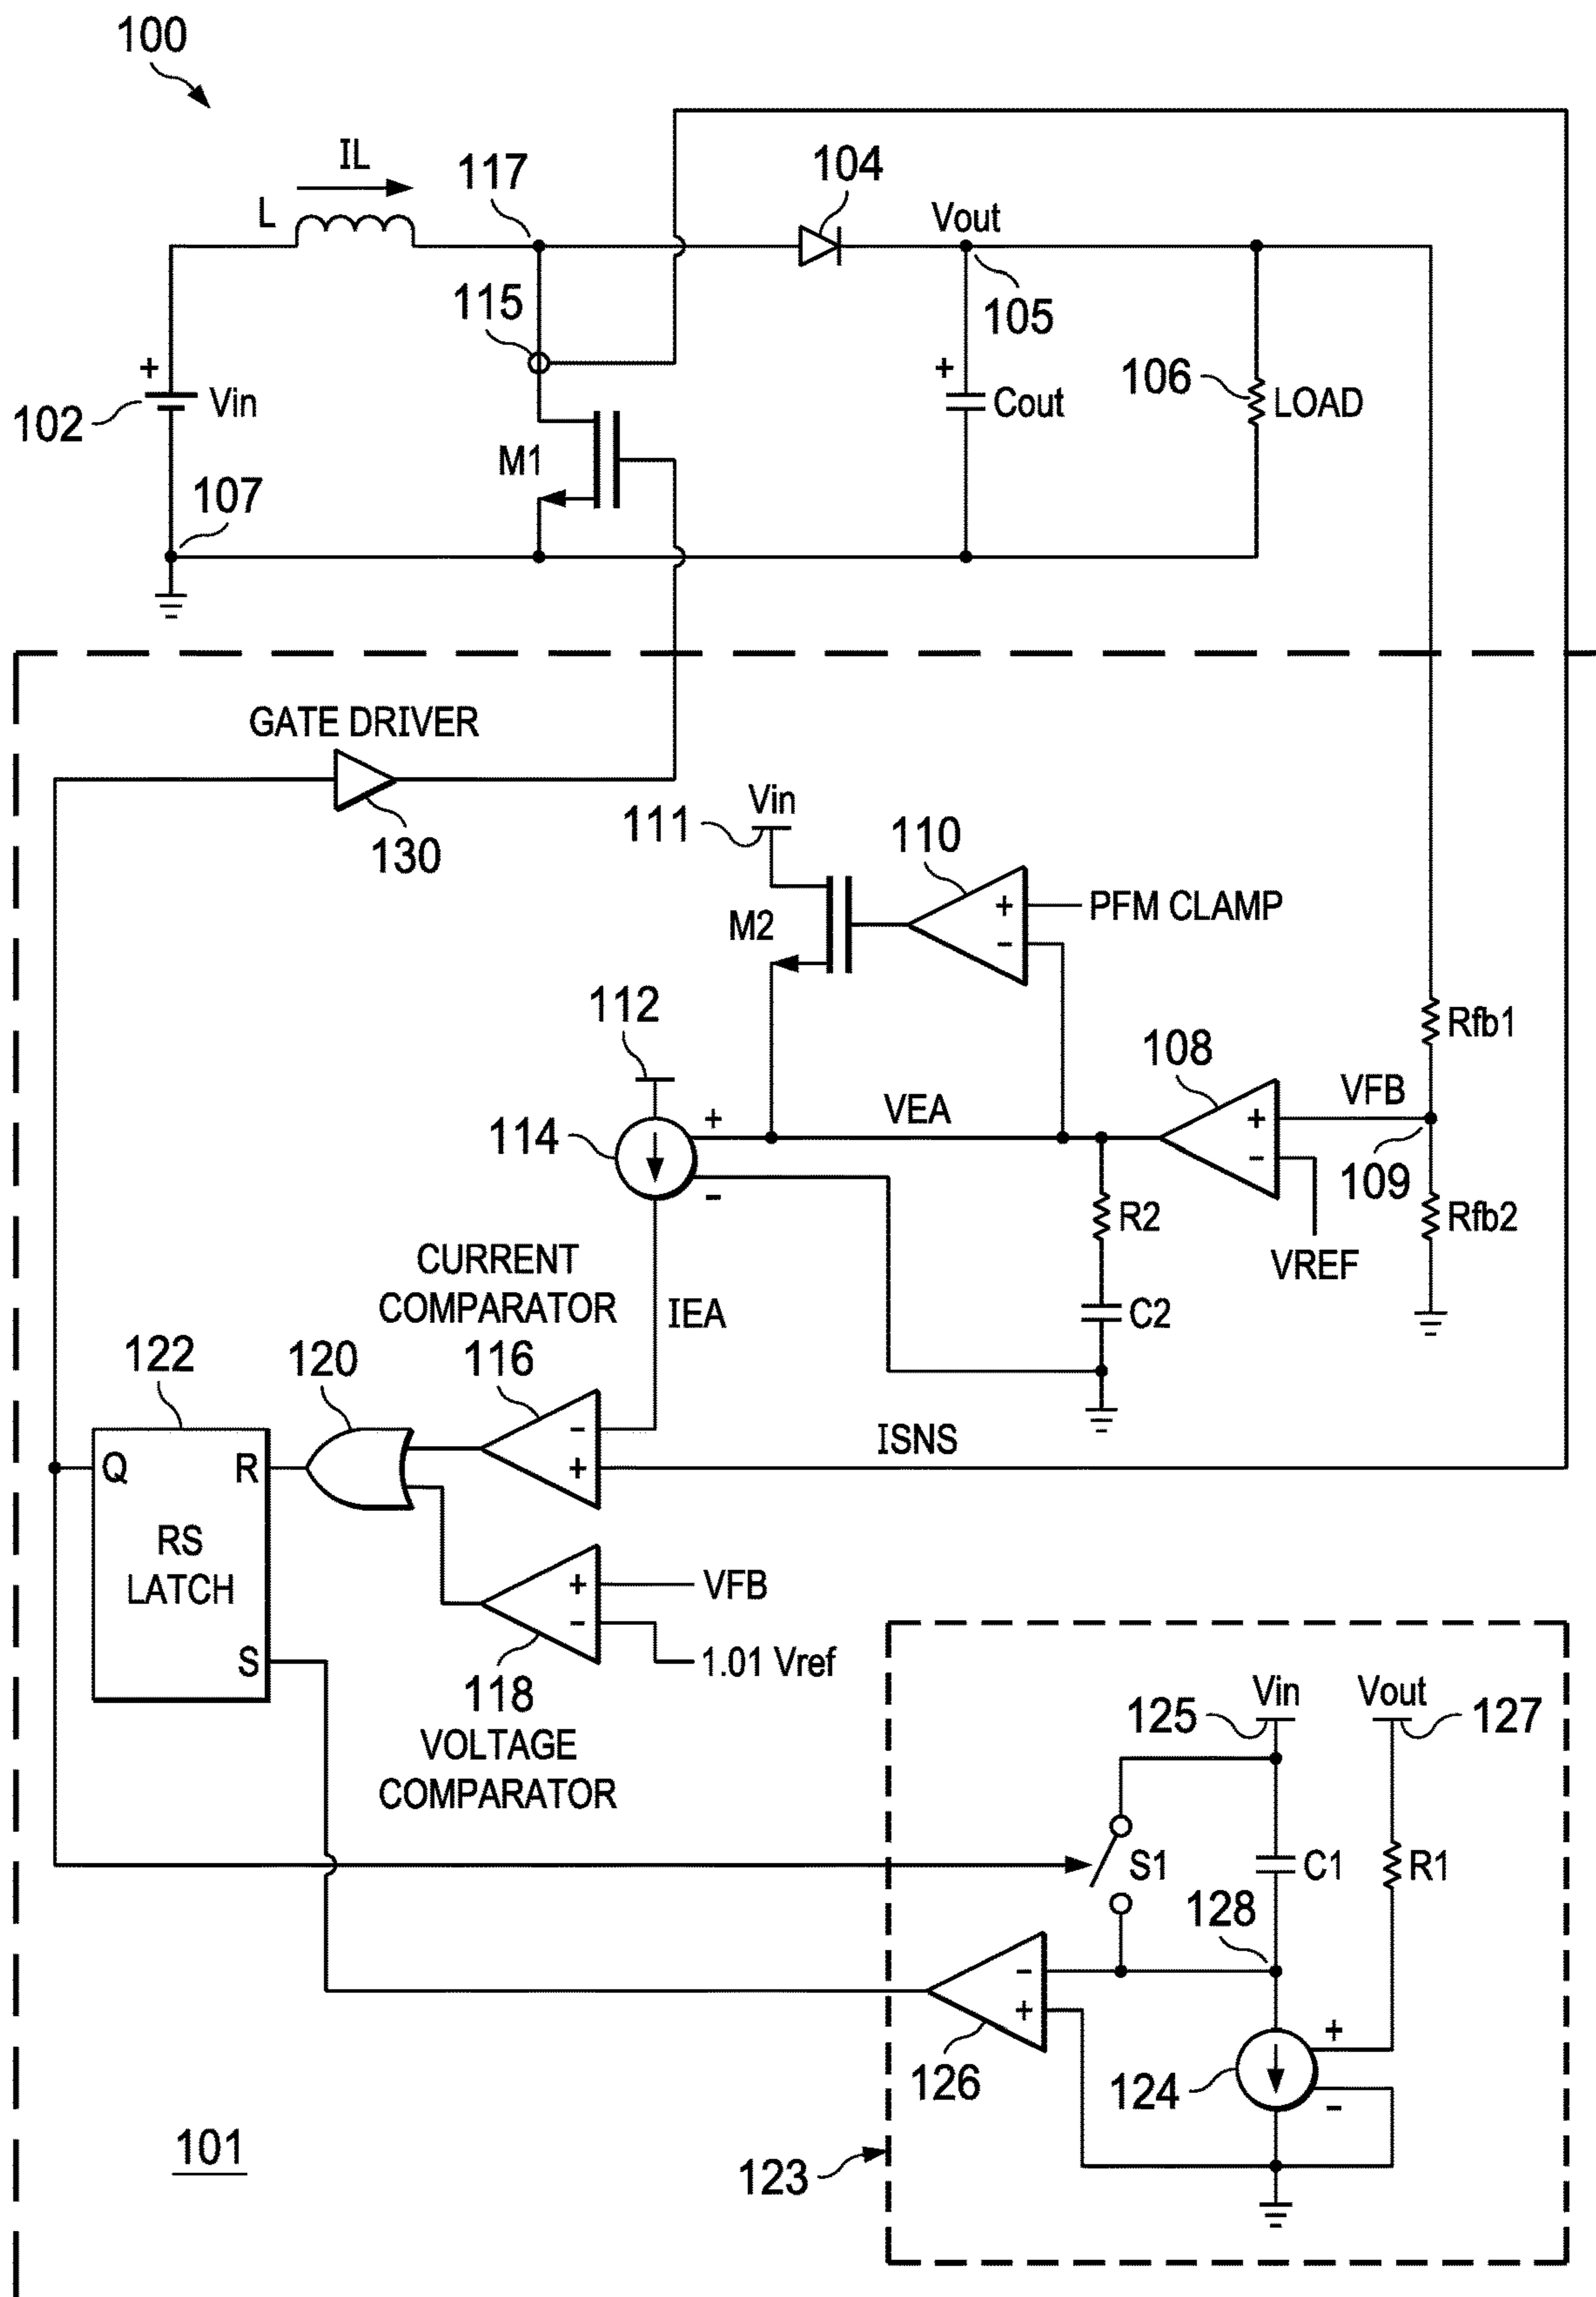 100
IL
L
117
104
Vout
115
105
+
Vin
102
+
Cout
106
LOAD
M1
107
GATE DRIVER
130
Vin
111
110
+
-
PFM CLAMP
M2
112
Rfb1
108
VFB
VEA
+
114
+
-
109
-
R2
Rfb2
VREF
CURRENT
COMPARATOR
IEA
C2
122
120
116
-
ISNS
Q
R
+
RS
LATCH
+
VFB
-
S
1.01 Vref
118
VOLTAGE
COMPARATOR
Vin
Vout
125
127
S1
C1
R1
128
-
+
126
+
124
-
101
123